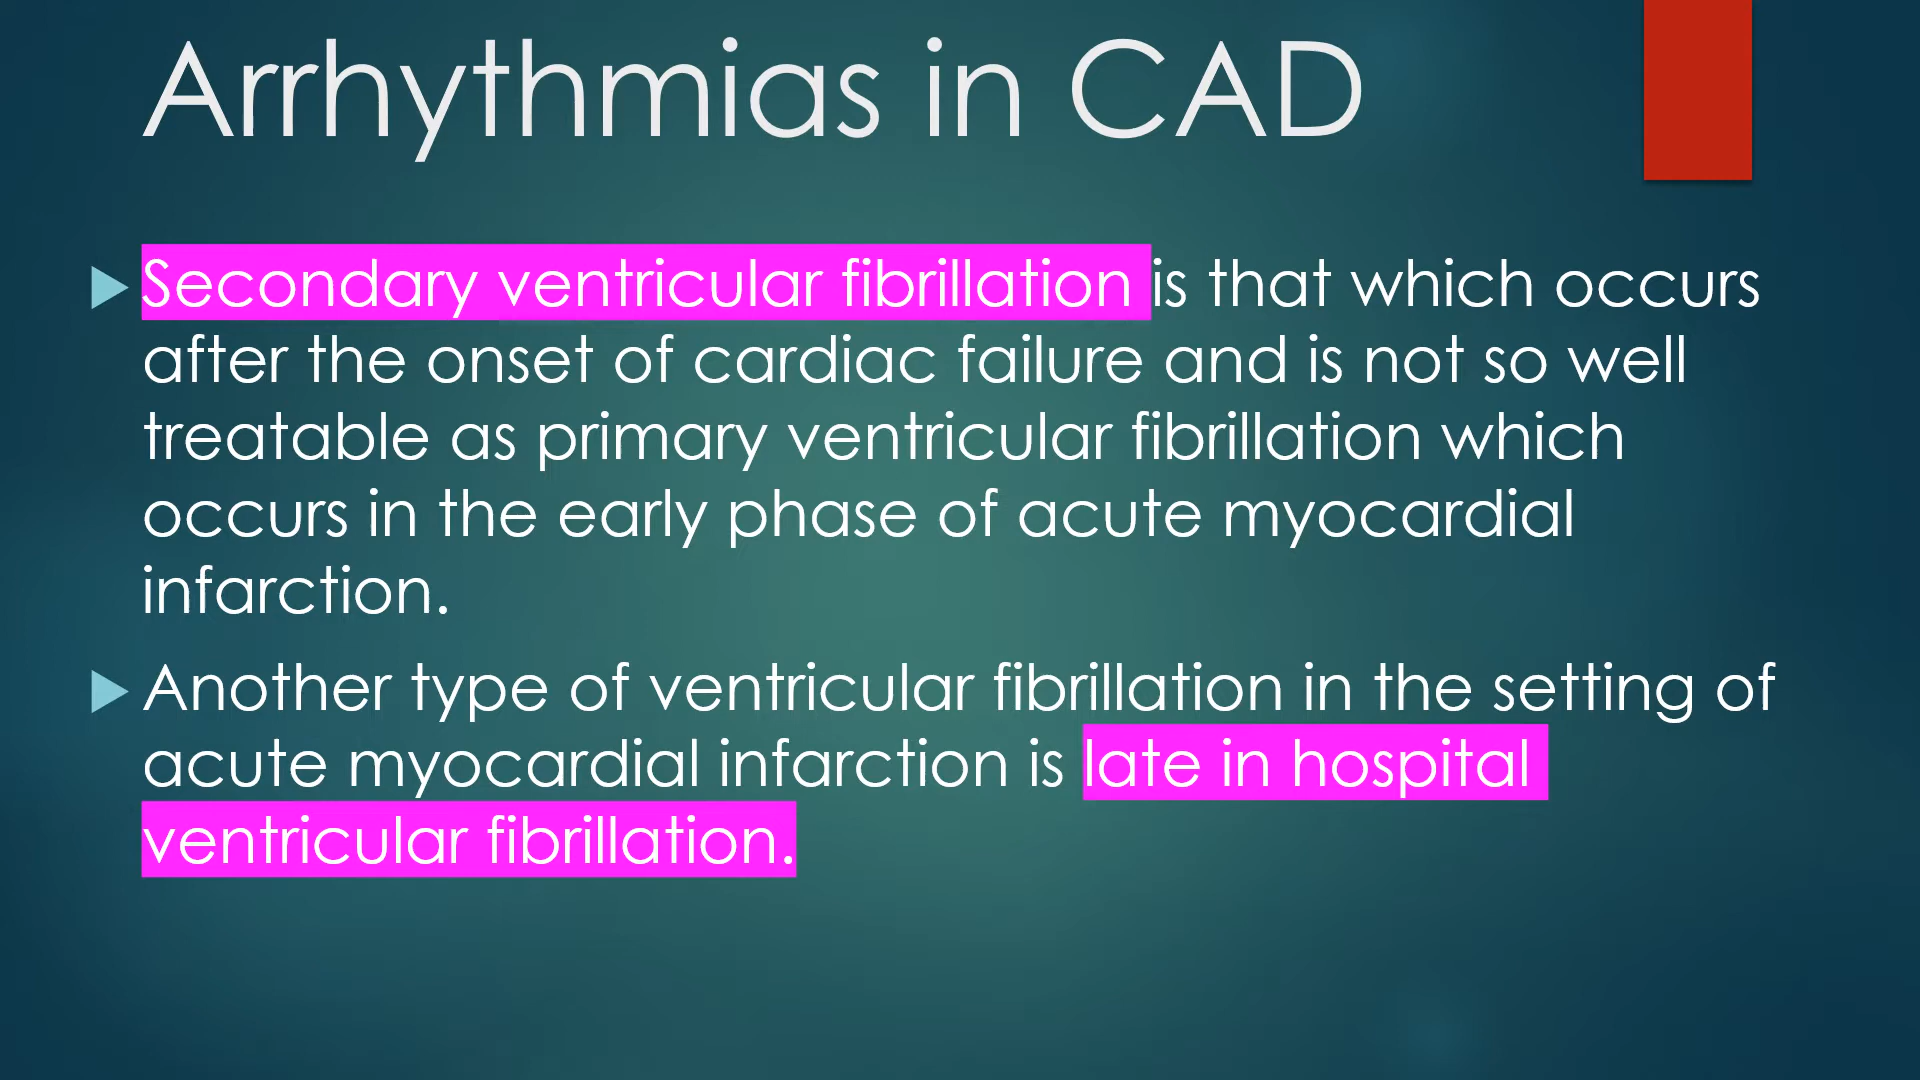 Arrhythmias in CAD
Secondary ventricular fibrillation is that which occurs
after the onset of cardiac failure and is not so well
treatable as primary ventricular fibrillation which
occurs in the early phase of acute myocardial
infarction.
Another type of ventricular fibrillation in the setting of
acute myocardial infarction is late in hospital
ventricular fibrillation.